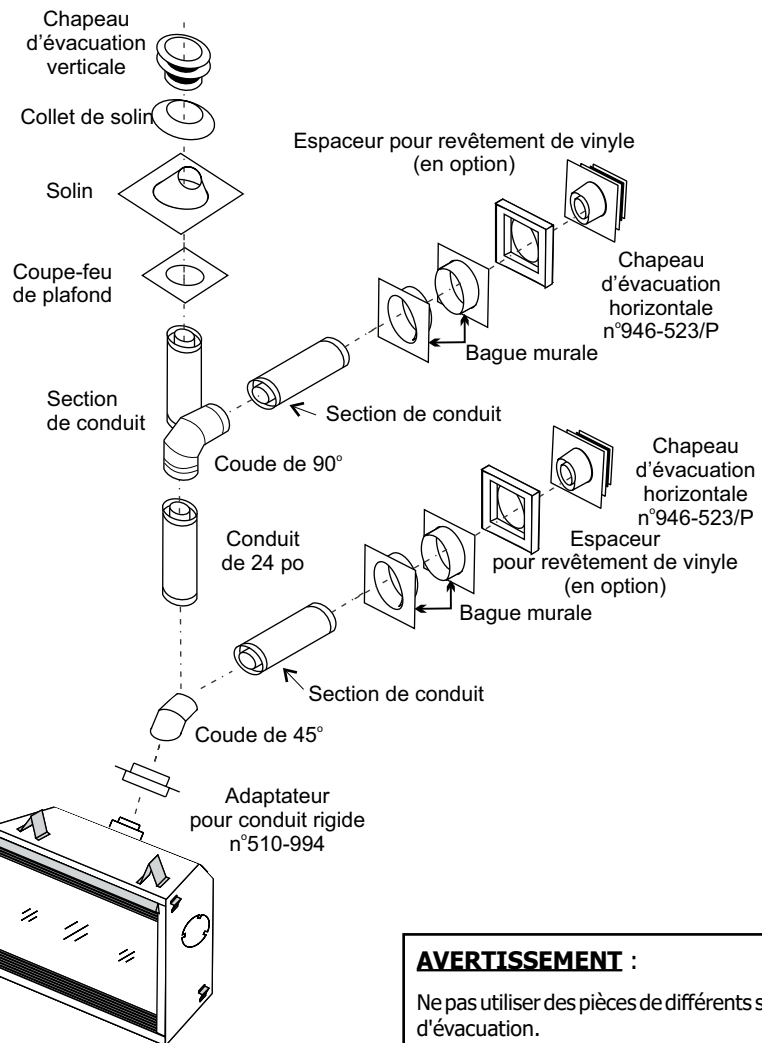 Chapeau
d'évacuation
verticale
Collet de solin
Solin
Coupe-feu
de plafond
Section
de conduit
Espaceur pour revêtement de vinyle
(en option)
Chapeau
d'évacuation
horizontale
n°946-523/P
Bague murale
Section de conduit
Coude de 90°
Conduit
de 24 po
Chapeau
d'évacuation
horizontale
n°946-523/P
Espaceur
pour revêtement de vinyle
(en option)
Bague murale
Section de conduit
Coude de 45°
Adaptateur
pour conduit rigide
n°510-994
AVERTISSEMENT :
Ne pas utiliser des pièces de différents s
d'évacuation.